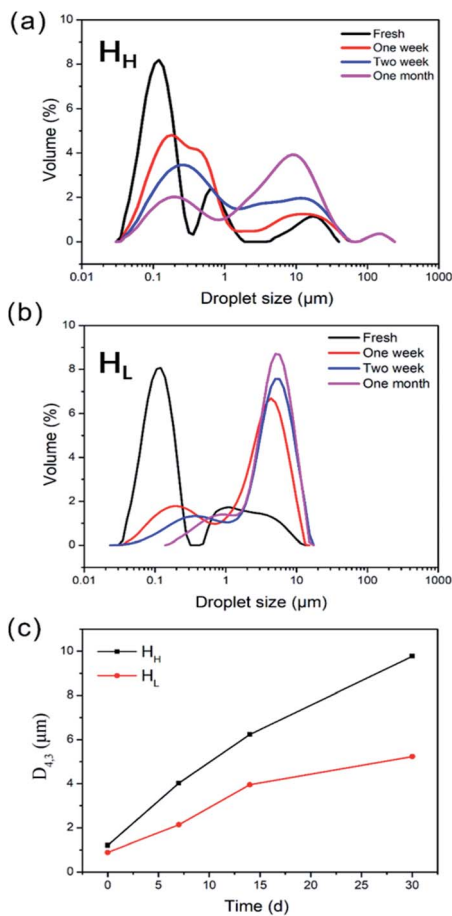 (a)
H_H
Fresh
One week
Two week
One month
Volume (%)
8
6
4
2
0
0.01 0.1 1 10 100 1000
Droplet size (µm)
(b)
H_L
Fresh
One week
Two week
One month
Volume (%)
10
8
6
4
2
0
0.01 0.1 1 10 100 1000
Droplet size (µm)
(c)
H_H
H_L
D_4,3 (µm)
10
8
6
4
2
0
0 5 10 15 20 25 30
Time (d)